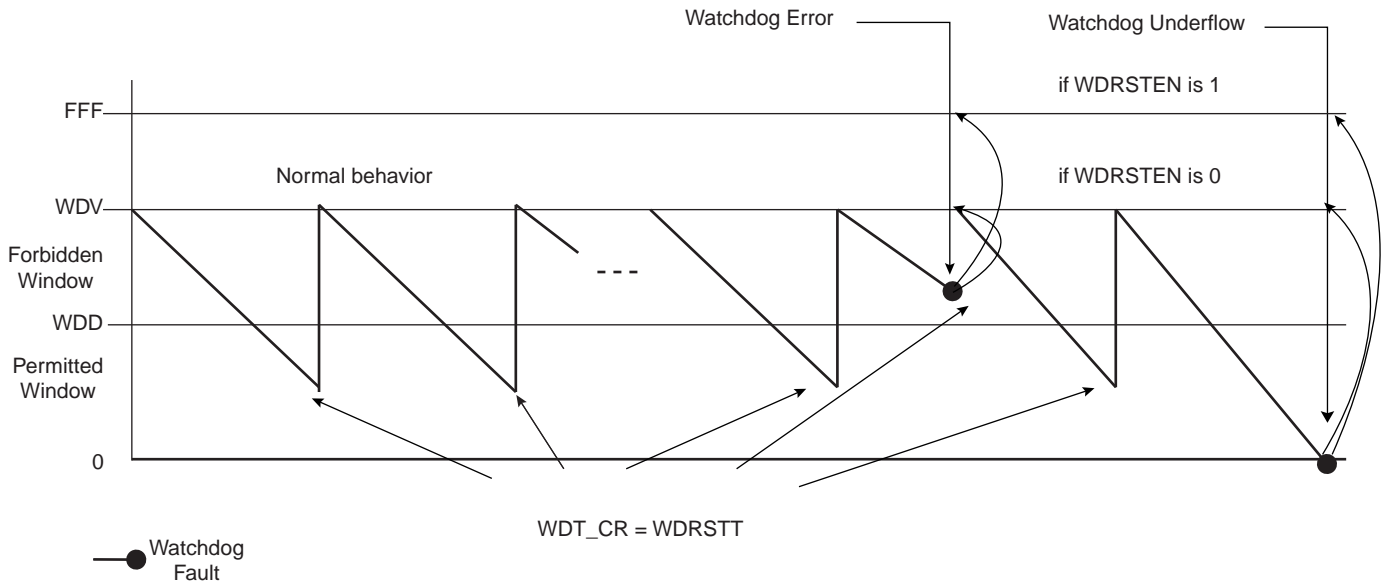 Watchdog Error
Watchdog Underflow
if WDRSTEN is 1
FFF
Normal behavior
if WDRSTEN is 0
WDV
Forbidden
Window
WDD
Permitted
Window
0
WDT_CR = WDRSTT
Watchdog
Fault